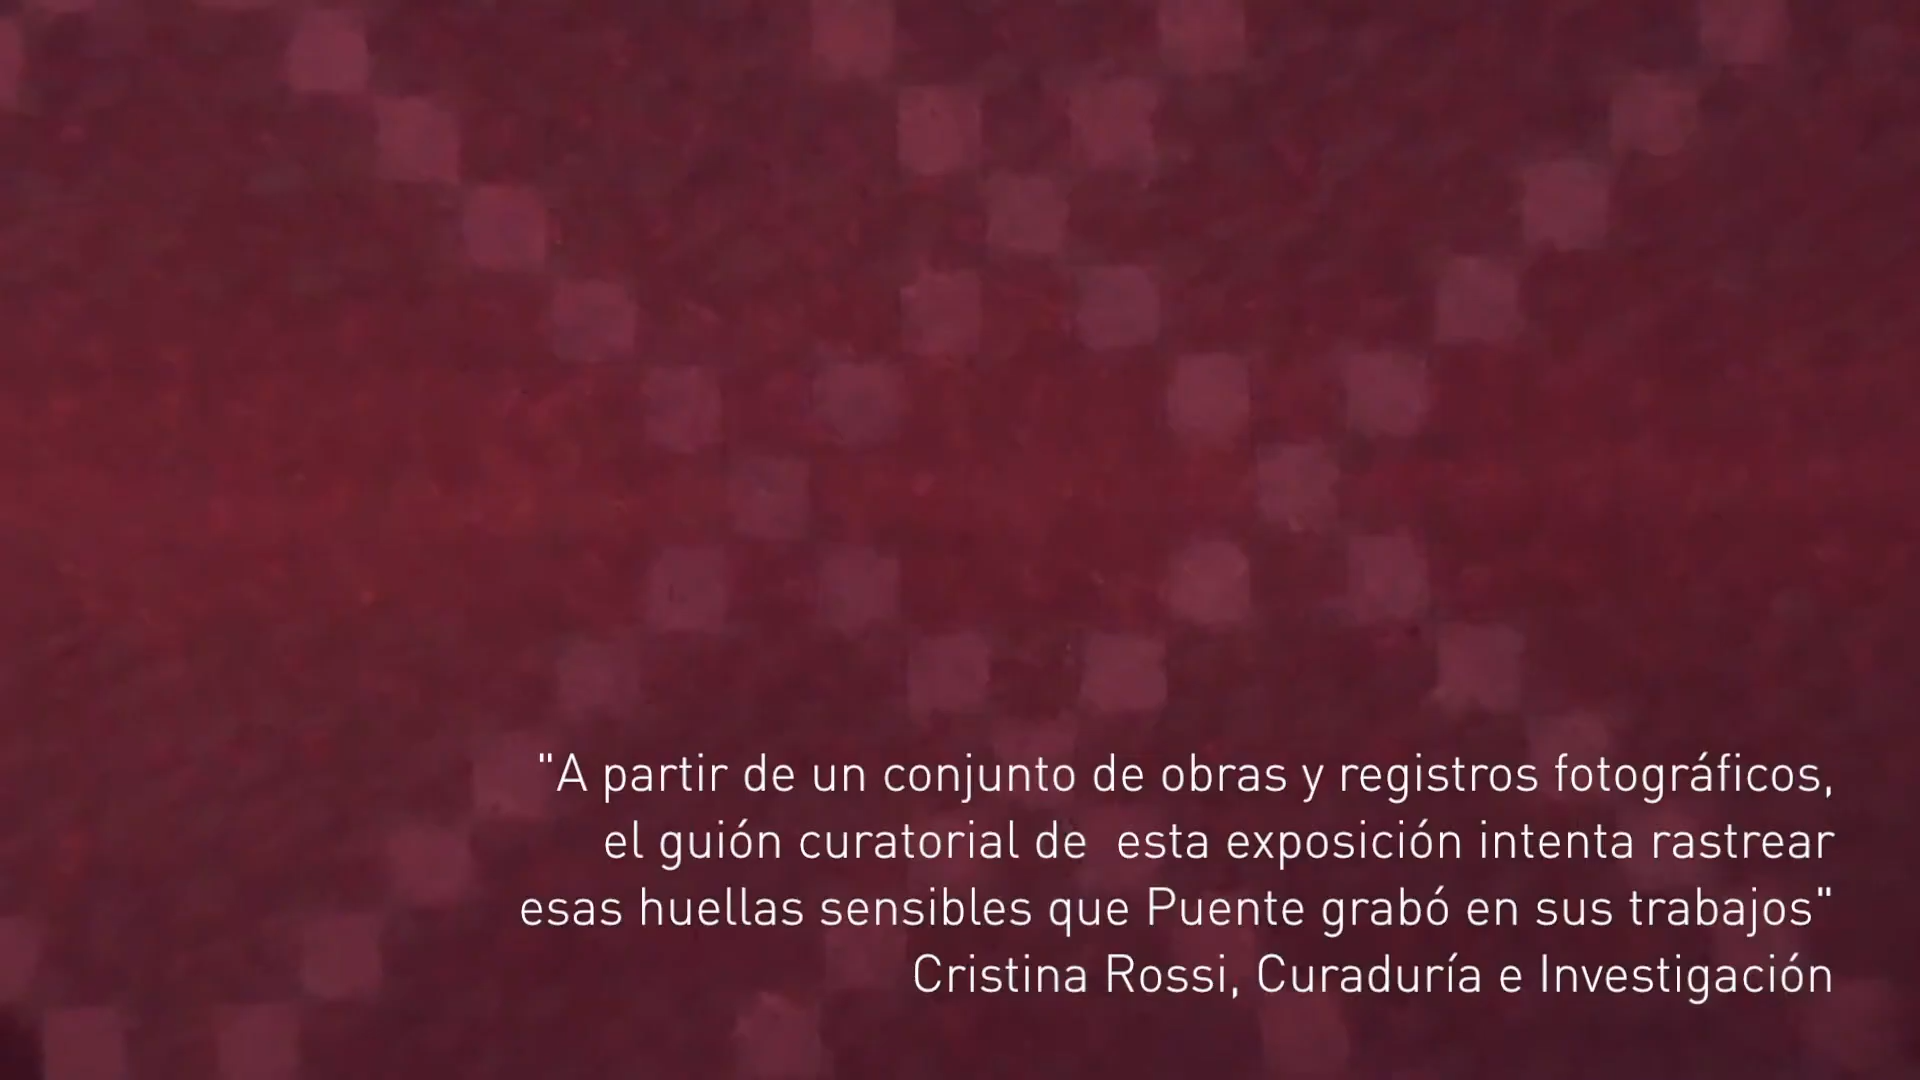 "A partir de un conjunto de obras y registros fotográficos,
el guión curatorial de  esta exposición intenta rastrear
esas huellas sensibles que Puente grabó en sus trabajos"
Cristina Rossi, Curaduría e Investigación